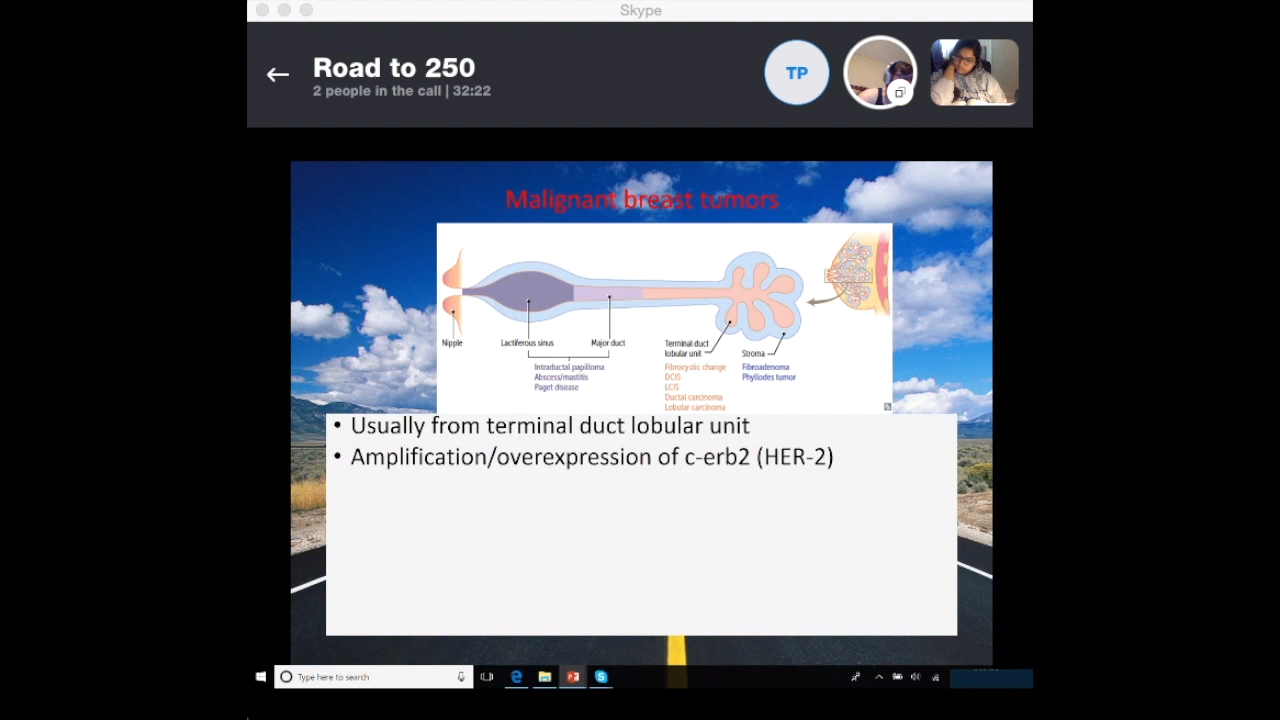 Skype
Road to 250
2 people in the call | 32:22
TP
Malignant breast tumors
Nipple
Lactiferous sinus
Major duct
Terminal duct
lobular unit
Stroma
Intraductal papilloma
Abscess/mastitis
Paget disease
Fibrocystic change
DCIS
LCIS
Ductal carcinoma
Lobular carcinoma
Fibroadenoma
Phyllodes tumor
• Usually from terminal duct lobular unit
• Amplification/overexpression of c-erb2 (HER-2)
Type here to search